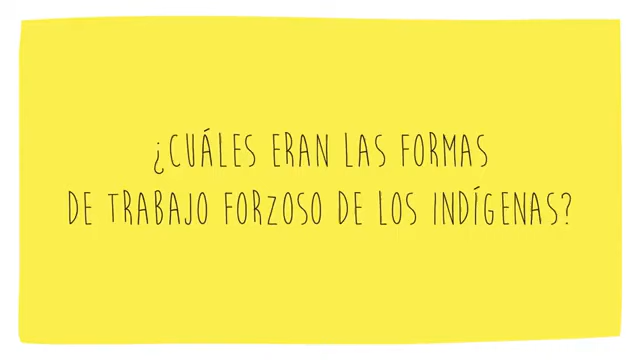 ¿CUÁLES ERAN LAS FORMAS
DE TRABAJO FORZOSO DE LOS INDÍGENAS?